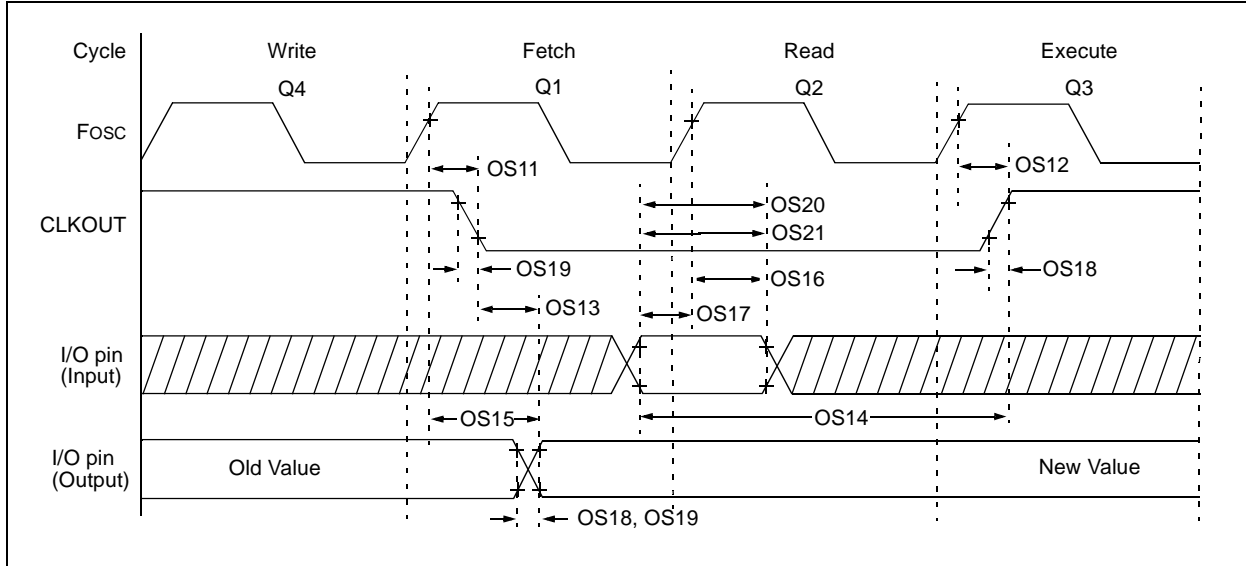 Cycle Write Fetch Read Execute
Q4 Q1 Q2 Q3
FOSC
OS11 OS12
OS20
CLKOUT
OS21
OS19 OS16 OS18
OS13 OS17
I/O pin
(Input)
OS15 OS14
I/O pin
(Output)
Old Value New Value
OS18, OS19